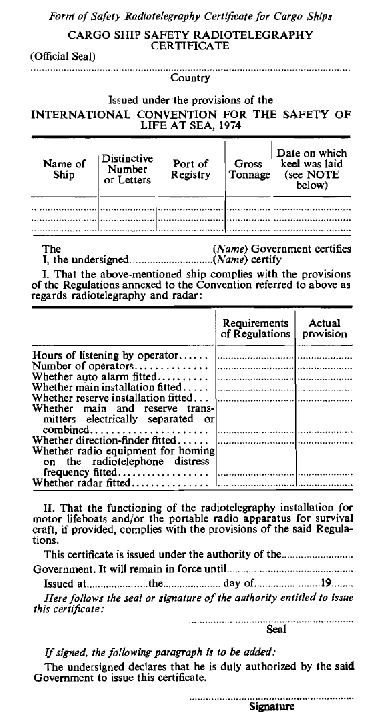 Form of Safety Radiotelegraphy Certificate for Cargo Ships
CARGO SHIP SAFETY RADIOTELEGRAPHY
CERTIFICATE
(Official Seal)
Country
Issued under the provisions of the
INTERNATIONAL CONVENTION FOR THE SAFETY OF
LIFE AT SEA, 1974
Name of Ship
Distinctive Number or Letters
Port of Registry
Gross Tonnage
Date on which keel was laid (see NOTE below)
The (Name) Government certifies
I, the undersigned....................(Name) certify
I. That the above-mentioned ship complies with the provisions
of the Regulations annexed to the Convention referred to above as
regards radiotelegraphy and radar:
Requirements of Regulations
Actual provision
Hours of listening by operator......
Number of operators..............
Whether auto alarm fitted..........
Whether main installation fitted....
Whether reserve installation fitted...
Whether main and reserve trans-
mitters electrically separated or
combined......................
Whether direction-finder fitted......
Whether radio equipment for homing
on the radiotelephone distress
frequency fitted................
Whether radar fitted..............
II. That the functioning of the radiotelegraphy installation for
motor lifeboats and/or the portable radio apparatus for survival
craft, if provided, complies with the provisions of the said Regula-
tions.
This certificate is issued under the authority of the....................
Government. It will remain in force until....................
Issued at....................the.............. day of.................. 19.......
Here follows the seal or signature of the authority entitled to issue
this certificate:
Seal
If signed, the following paragraph is to be added:
The undersigned declares that he is duly authorized by the said
Government to issue this certificate.
Signature